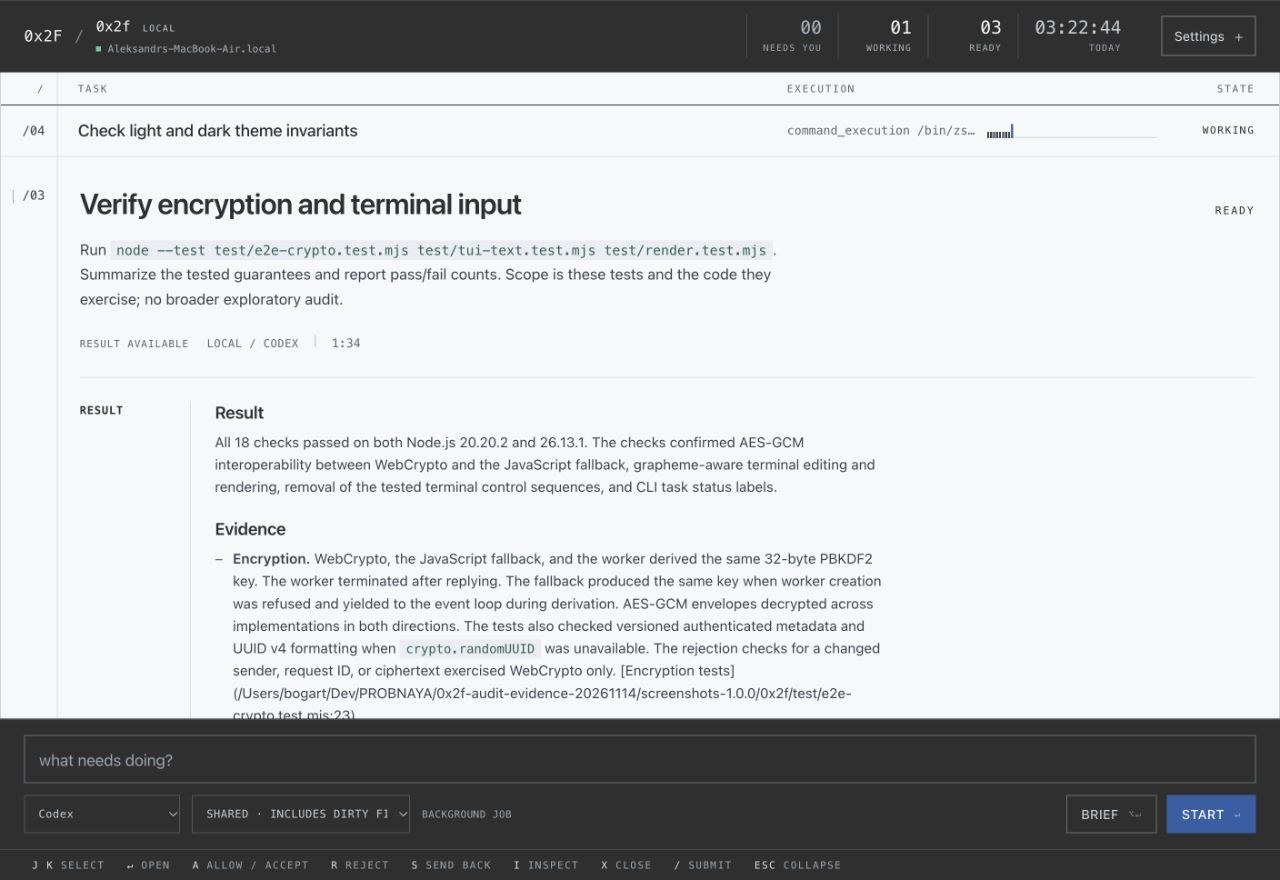 0x2F / 0x2f LOCAL
Aleksandrs-MacBook-Air.local
00 NEEDS YOU
01 WORKING
03 READY
03:22:44 TODAY
Settings +
/ TASK EXECUTION STATE
/04 Check light and dark theme invariants command_execution /bin/zs… WORKING
/03 Verify encryption and terminal input READY
Run node --test test/e2e-crypto.test.mjs test/tui-text.test.mjs test/render.test.mjs .
Summarize the tested guarantees and report pass/fail counts. Scope is these tests and the code they
exercise; no broader exploratory audit.
RESULT AVAILABLE LOCAL / CODEX 1:34
RESULT
Result
All 18 checks passed on both Node.js 20.20.2 and 26.13.1. The checks confirmed AES-GCM
interoperability between WebCrypto and the JavaScript fallback, grapheme-aware terminal editing and
rendering, removal of the tested terminal control sequences, and CLI task status labels.
Evidence
– Encryption. WebCrypto, the JavaScript fallback, and the worker derived the same 32-byte PBKDF2
key. The worker terminated after replying. The fallback produced the same key when worker creation
was refused and yielded to the event loop during derivation. AES-GCM envelopes decrypted across
implementations in both directions. The tests also checked versioned authenticated metadata and
UUID v4 formatting when crypto.randomUUID was unavailable. The rejection checks for a changed
sender, request ID, or ciphertext exercised WebCrypto only. [Encryption tests]
(/Users/bogart/Dev/PROBNAYA/0x2f-audit-evidence-20261114/screenshots-1.0.0/0x2f/test/e2e-
crypto.test.mjs:23)
what needs doing?
Codex
SHARED · INCLUDES DIRTY FI
BACKGROUND JOB
BRIEF ⌥↵
START ↵
J K SELECT ↵ OPEN A ALLOW / ACCEPT R REJECT S SEND BACK I INSPECT X CLOSE / SUBMIT ESC COLLAPSE